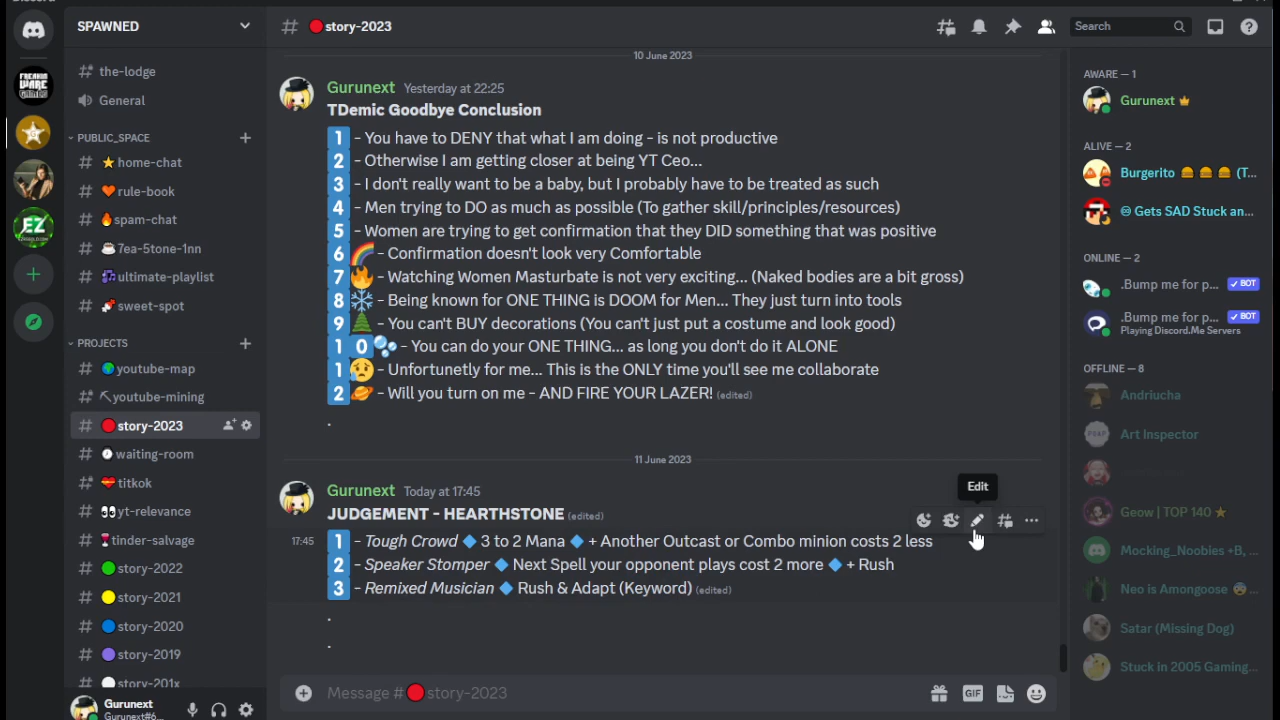 SPAWNED
the-lodge
General
PUBLIC_SPACE
home-chat
rule-book
spam-chat
7ea-5tone-1nn
ultimate-playlist
sweet-spot
PROJECTS
youtube-map
youtube-mining
story-2023
waiting-room
titkok
yt-relevance
tinder-salvage
story-2022
story-2021
story-2020
story-2019
story-201x
Gurunext
Gurunext#6...
story-2023
Search
10 June 2023
Gurunext Yesterday at 22:25
TDemic Goodbye Conclusion
1 - You have to DENY that what I am doing - is not productive
2 - Otherwise I am getting closer at being YT Ceo...
3 - I don't really want to be a baby, but I probably have to be treated as such
4 - Men trying to DO as much as possible (To gather skill/principles/resources)
5 - Women are trying to get confirmation that they DID something that was positive
6 🌈 - Confirmation doesn't look very Comfortable
7 🔥 - Watching Women Masturbate is not very exciting... (Naked bodies are a bit gross)
8 ❄️ - Being known for ONE THING is DOOM for Men... They just turn into tools
9 🌲 - You can't BUY decorations (You can't just put a costume and look good)
1 0 🫧 - You can do your ONE THING... as long you don't do it ALONE
1 😥 - Unfortunetly for me... This is the ONLY time you'll see me collaborate
2 🪐 - Will you turn on me - AND FIRE YOUR LAZER! (edited)
.
11 June 2023
Gurunext Today at 17:45
Edit
JUDGEMENT - HEARTHSTONE (edited)
17:45 1 - Tough Crowd 🔷 3 to 2 Mana 🔷 + Another Outcast or Combo minion costs 2 less
2 - Speaker Stomper 🔷 Next Spell your opponent plays cost 2 more 🔷 + Rush
3 - Remixed Musician 🔷 Rush & Adapt (Keyword) (edited)
.
.
Message #🔴story-2023
GIF
AWARE — 1
Gurunext
ALIVE — 2
Burgerito 🍔 🍔 🍔 (T...
♾ Gets SAD Stuck an...
ONLINE — 2
.Bump me for p... ✓ BOT
.Bump me for p... ✓ BOT
Playing Discord.Me Servers
OFFLINE — 8
Andriucha
Art Inspector
Geow | TOP 140 ★
Mocking_Noobies +B, ...
Neo is Amongoose 😨...
Satar (Missing Dog)
Stuck in 2005 Gaming...